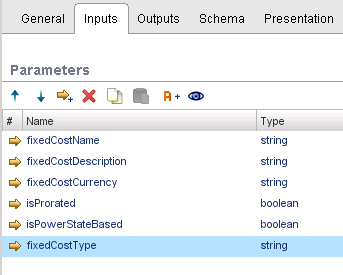 General Inputs Outputs Schema Presentation
Parameters
R+
# Name Type
fixedCostName string
fixedCostDescription string
fixedCostCurrency string
isProrated boolean
isPowerStateBased boolean
fixedCostType string